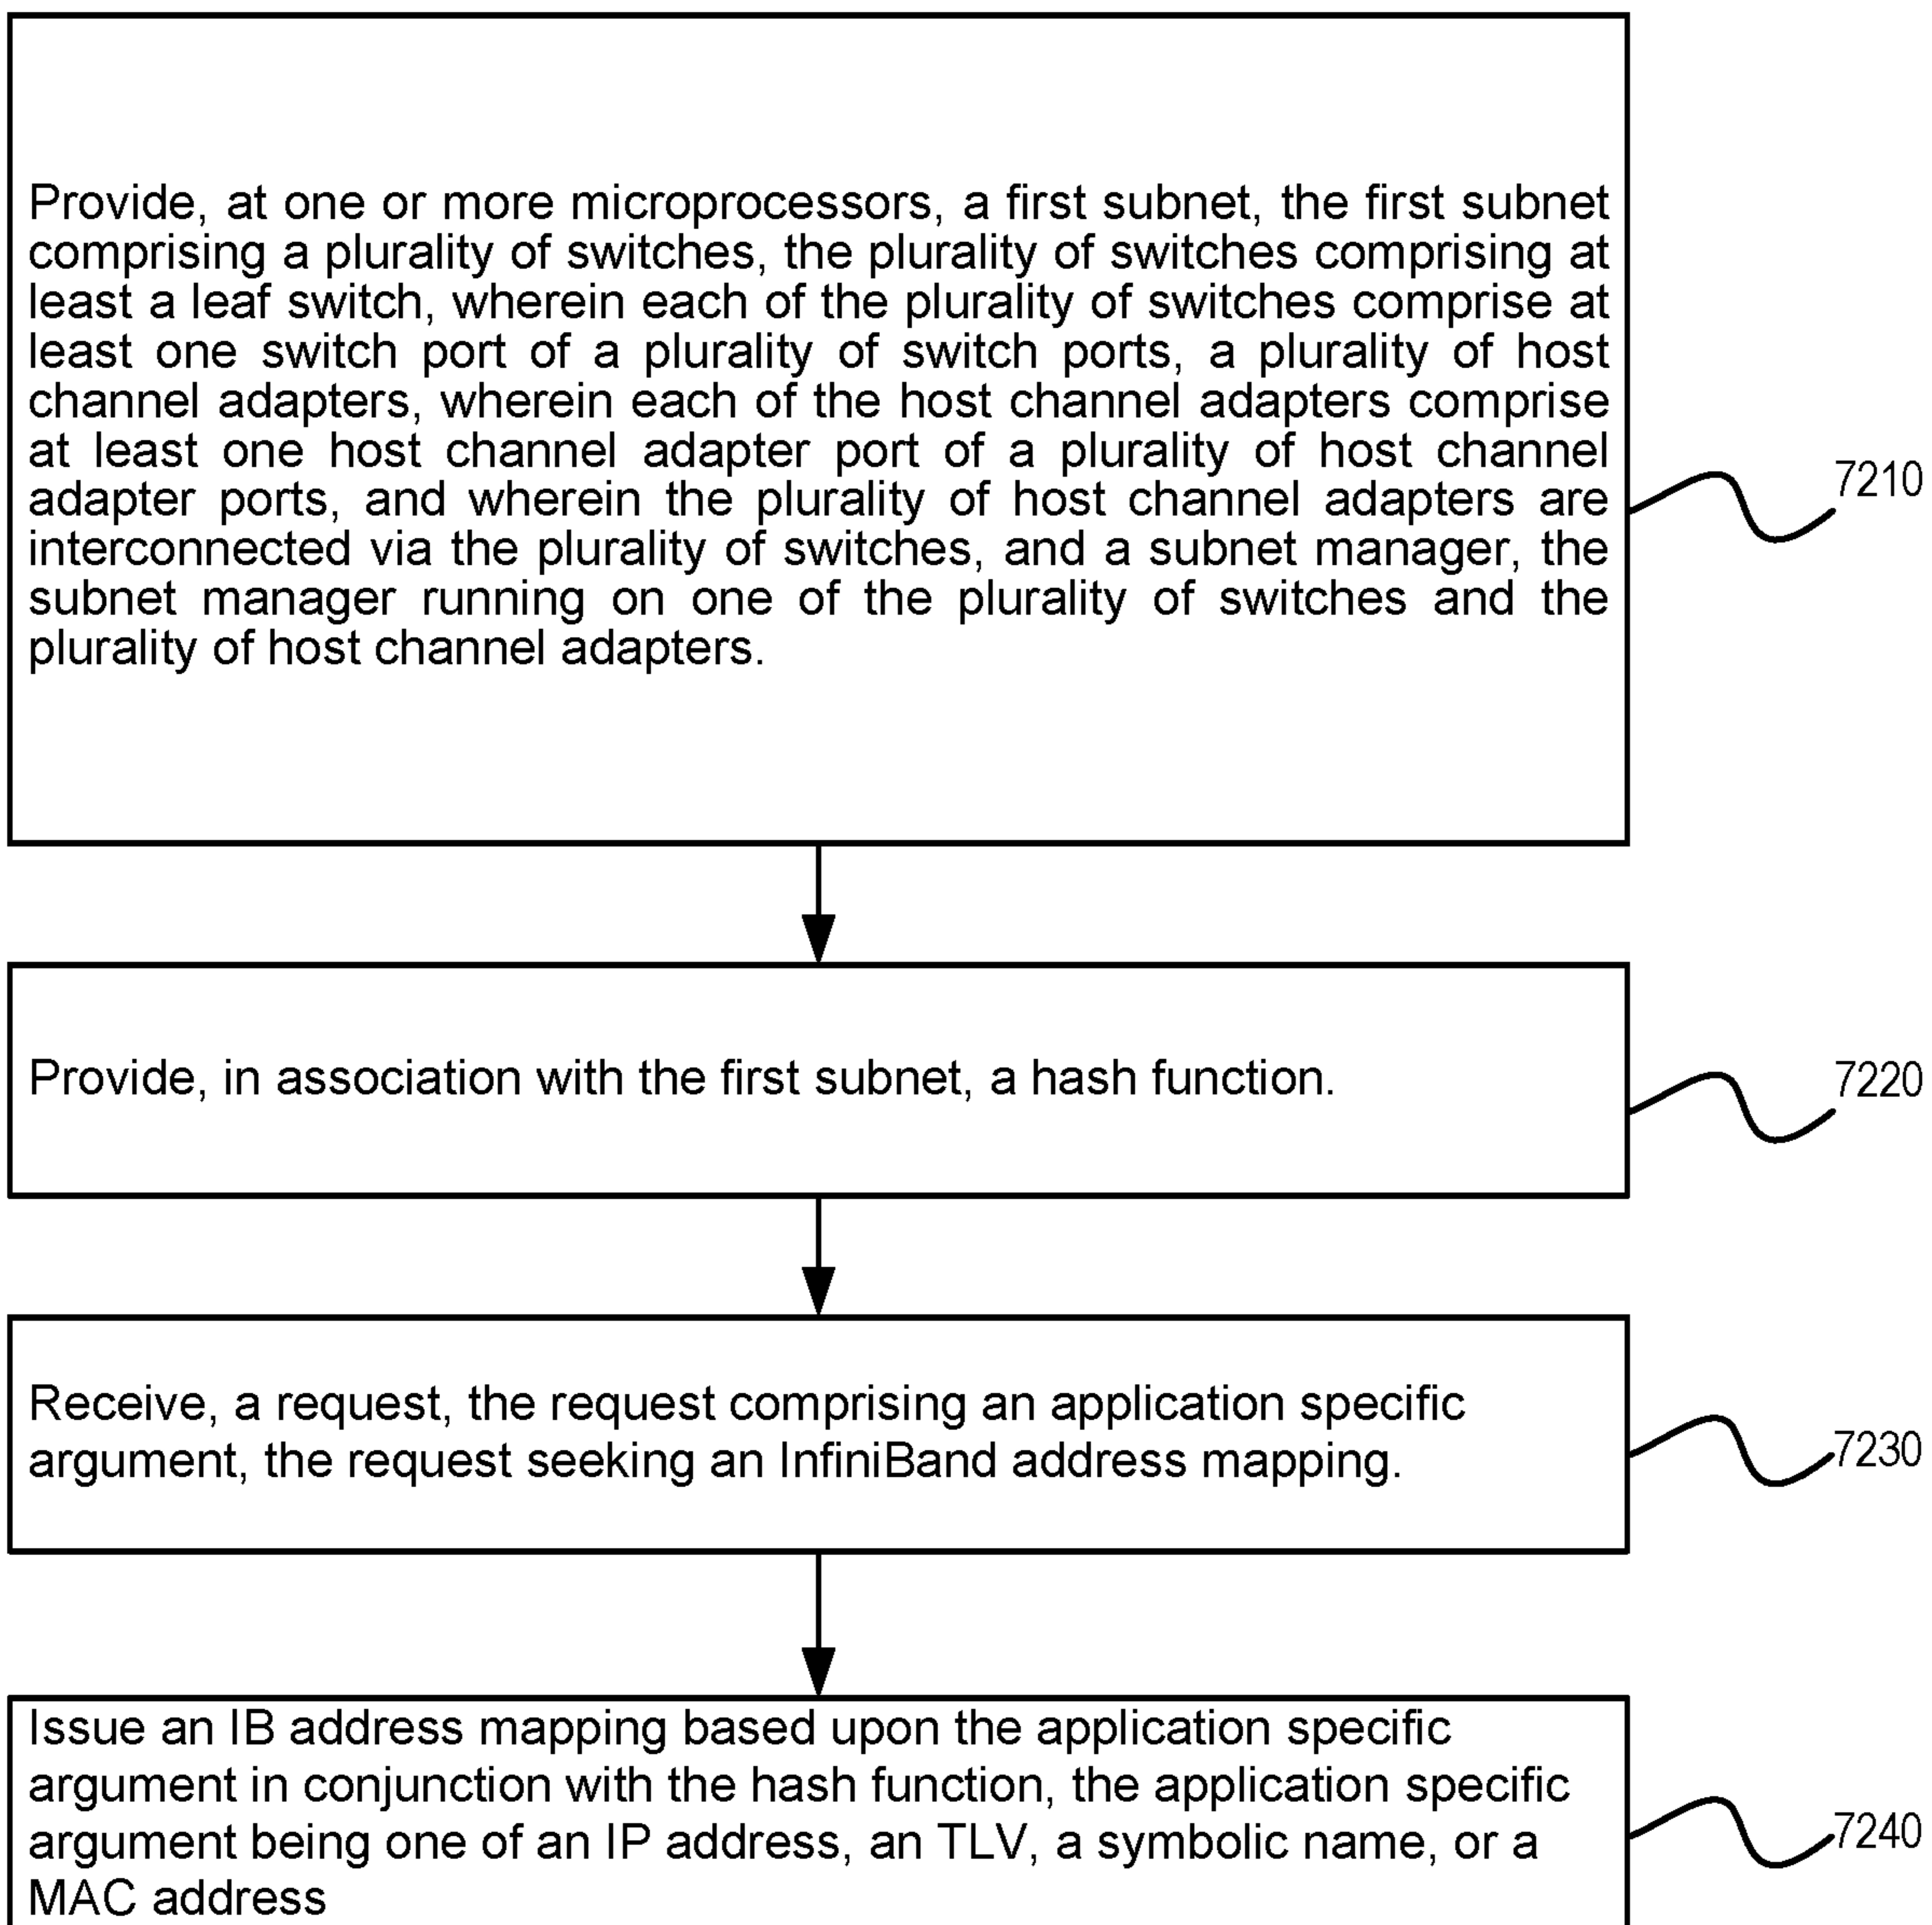 Provide, at one or more microprocessors, a first subnet, the first subnet
comprising a plurality of switches, the plurality of switches comprising at
least a leaf switch, wherein each of the plurality of switches comprise at
least one switch port of a plurality of switch ports, a plurality of host
channel adapters, wherein each of the host channel adapters comprise
at least one host channel adapter port of a plurality of host channel
adapter ports, and wherein the plurality of host channel adapters are
interconnected via the plurality of switches, and a subnet manager, the
subnet manager running on one of the plurality of switches and the
plurality of host channel adapters.
7210
Provide, in association with the first subnet, a hash function.
7220
Receive, a request, the request comprising an application specific
argument, the request seeking an InfiniBand address mapping.
7230
Issue an IB address mapping based upon the application specific
argument in conjunction with the hash function, the application specific
argument being one of an IP address, an TLV, a symbolic name, or a
MAC address
7240